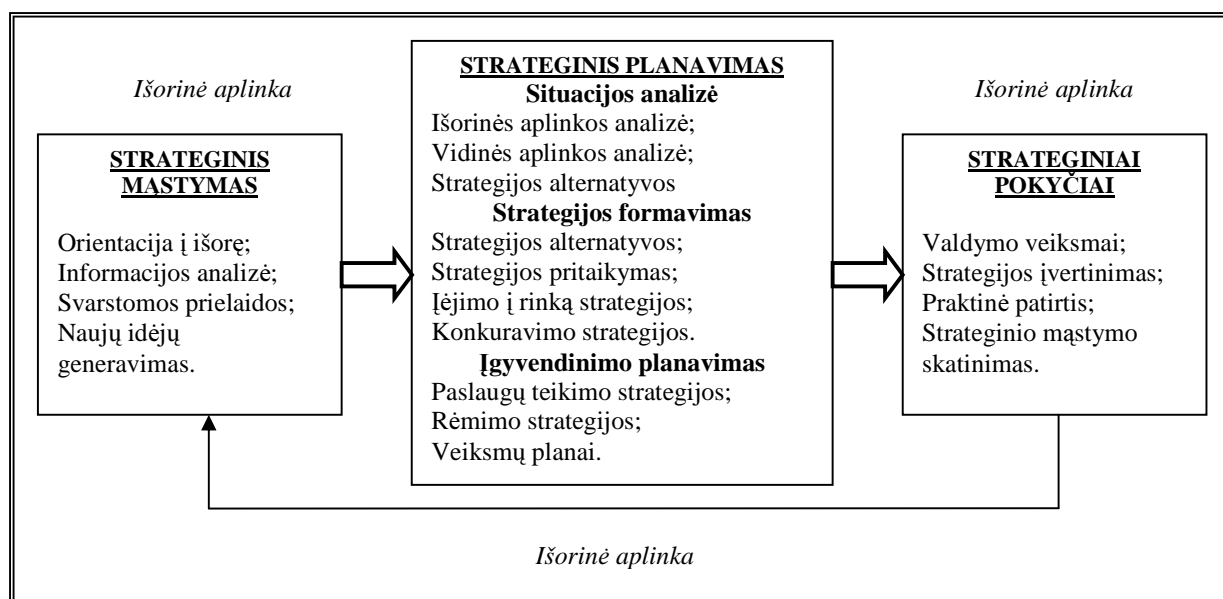 Išorinė aplinka
STRATEGINIS
MĄSTYMAS
Orientacija į išorę;
Informacijos analizė;
Svarstomos prielaidos;
Naujų idėjų
generavimas.
STRATEGINIS PLANAVIMAS
Situacijos analizė
Išorinės aplinkos analizė;
Vidinės aplinkos analizė;
Strategijos alternatyvos
Strategijos formavimas
Strategijos alternatyvos;
Strategijos pritaikymas;
Įėjimo į rinką strategijos;
Konkuravimo strategijos.
Įgyvendinimo planavimas
Paslaugų teikimo strategijos;
Rėmimo strategijos;
Veiksmų planai.
Išorinė aplinka
STRATEGINIAI
POKYČIAI
Valdymo veiksmai;
Strategijos įvertinimas;
Praktinė patirtis;
Strateginio mąstymo
skatinimas.
Išorinė aplinka